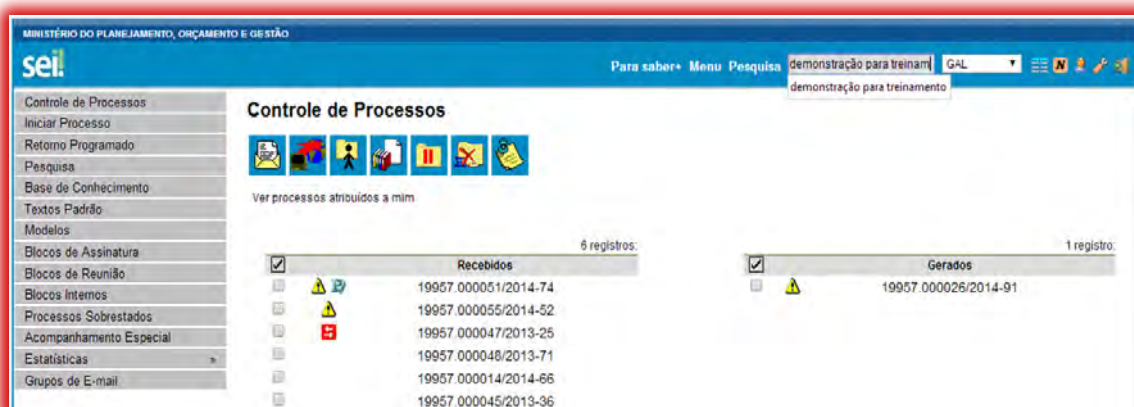 MINISTÉRIO DO PLANEJAMENTO, ORÇAMENTO E GESTÃO
sei!
Para saber+ Menu Pesquisa demonstração para treinam GAL
demonstração para treinamento
Controle de Processos
Iniciar Processo
Retorno Programado
Pesquisa
Base de Conhecimento
Textos Padrão
Modelos
Blocos de Assinatura
Blocos de Reunião
Blocos Internos
Processos Sobrestados
Acompanhamento Especial
Estatísticas »
Grupos de E-mail
Controle de Processos
Ver processos atribuídos a mim
6 registros:
Recebidos
19957.000051/2014-74
19957.000055/2014-52
19957.000047/2013-25
19957.000048/2013-71
19957.000014/2014-66
19957.000045/2013-36
1 registro:
Gerados
19957.000026/2014-91